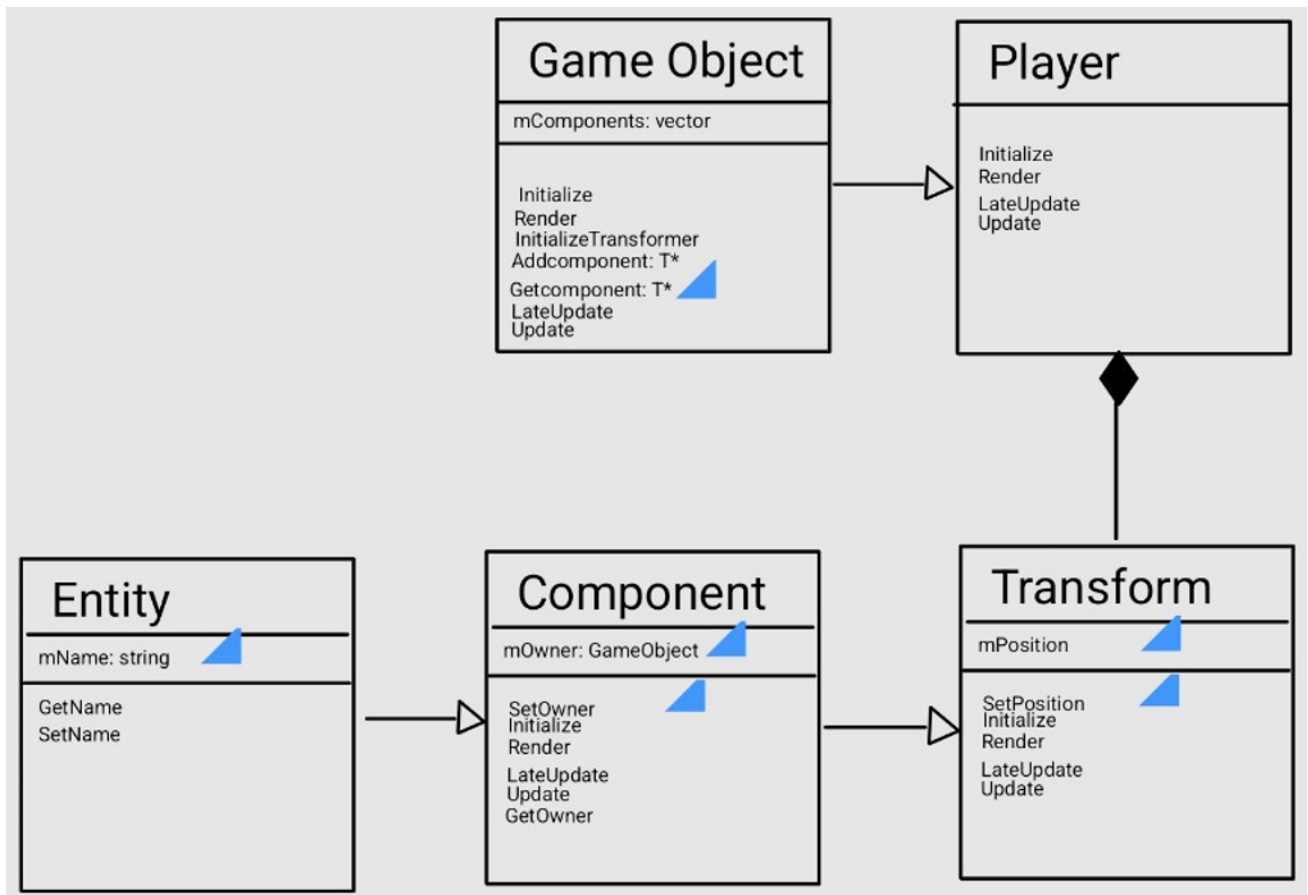 Game Object
mComponents: vector
Initialize
Render
InitializeTransformer
Addcomponent: T*
Getcomponent: T*
LateUpdate
Update
Player
Initialize
Render
LateUpdate
Update
Entity
mName: string
GetName
SetName
Component
mOwner: GameObject
SetOwner
Initialize
Render
LateUpdate
Update
GetOwner
Transform
mPosition
SetPosition
Initialize
Render
LateUpdate
Update